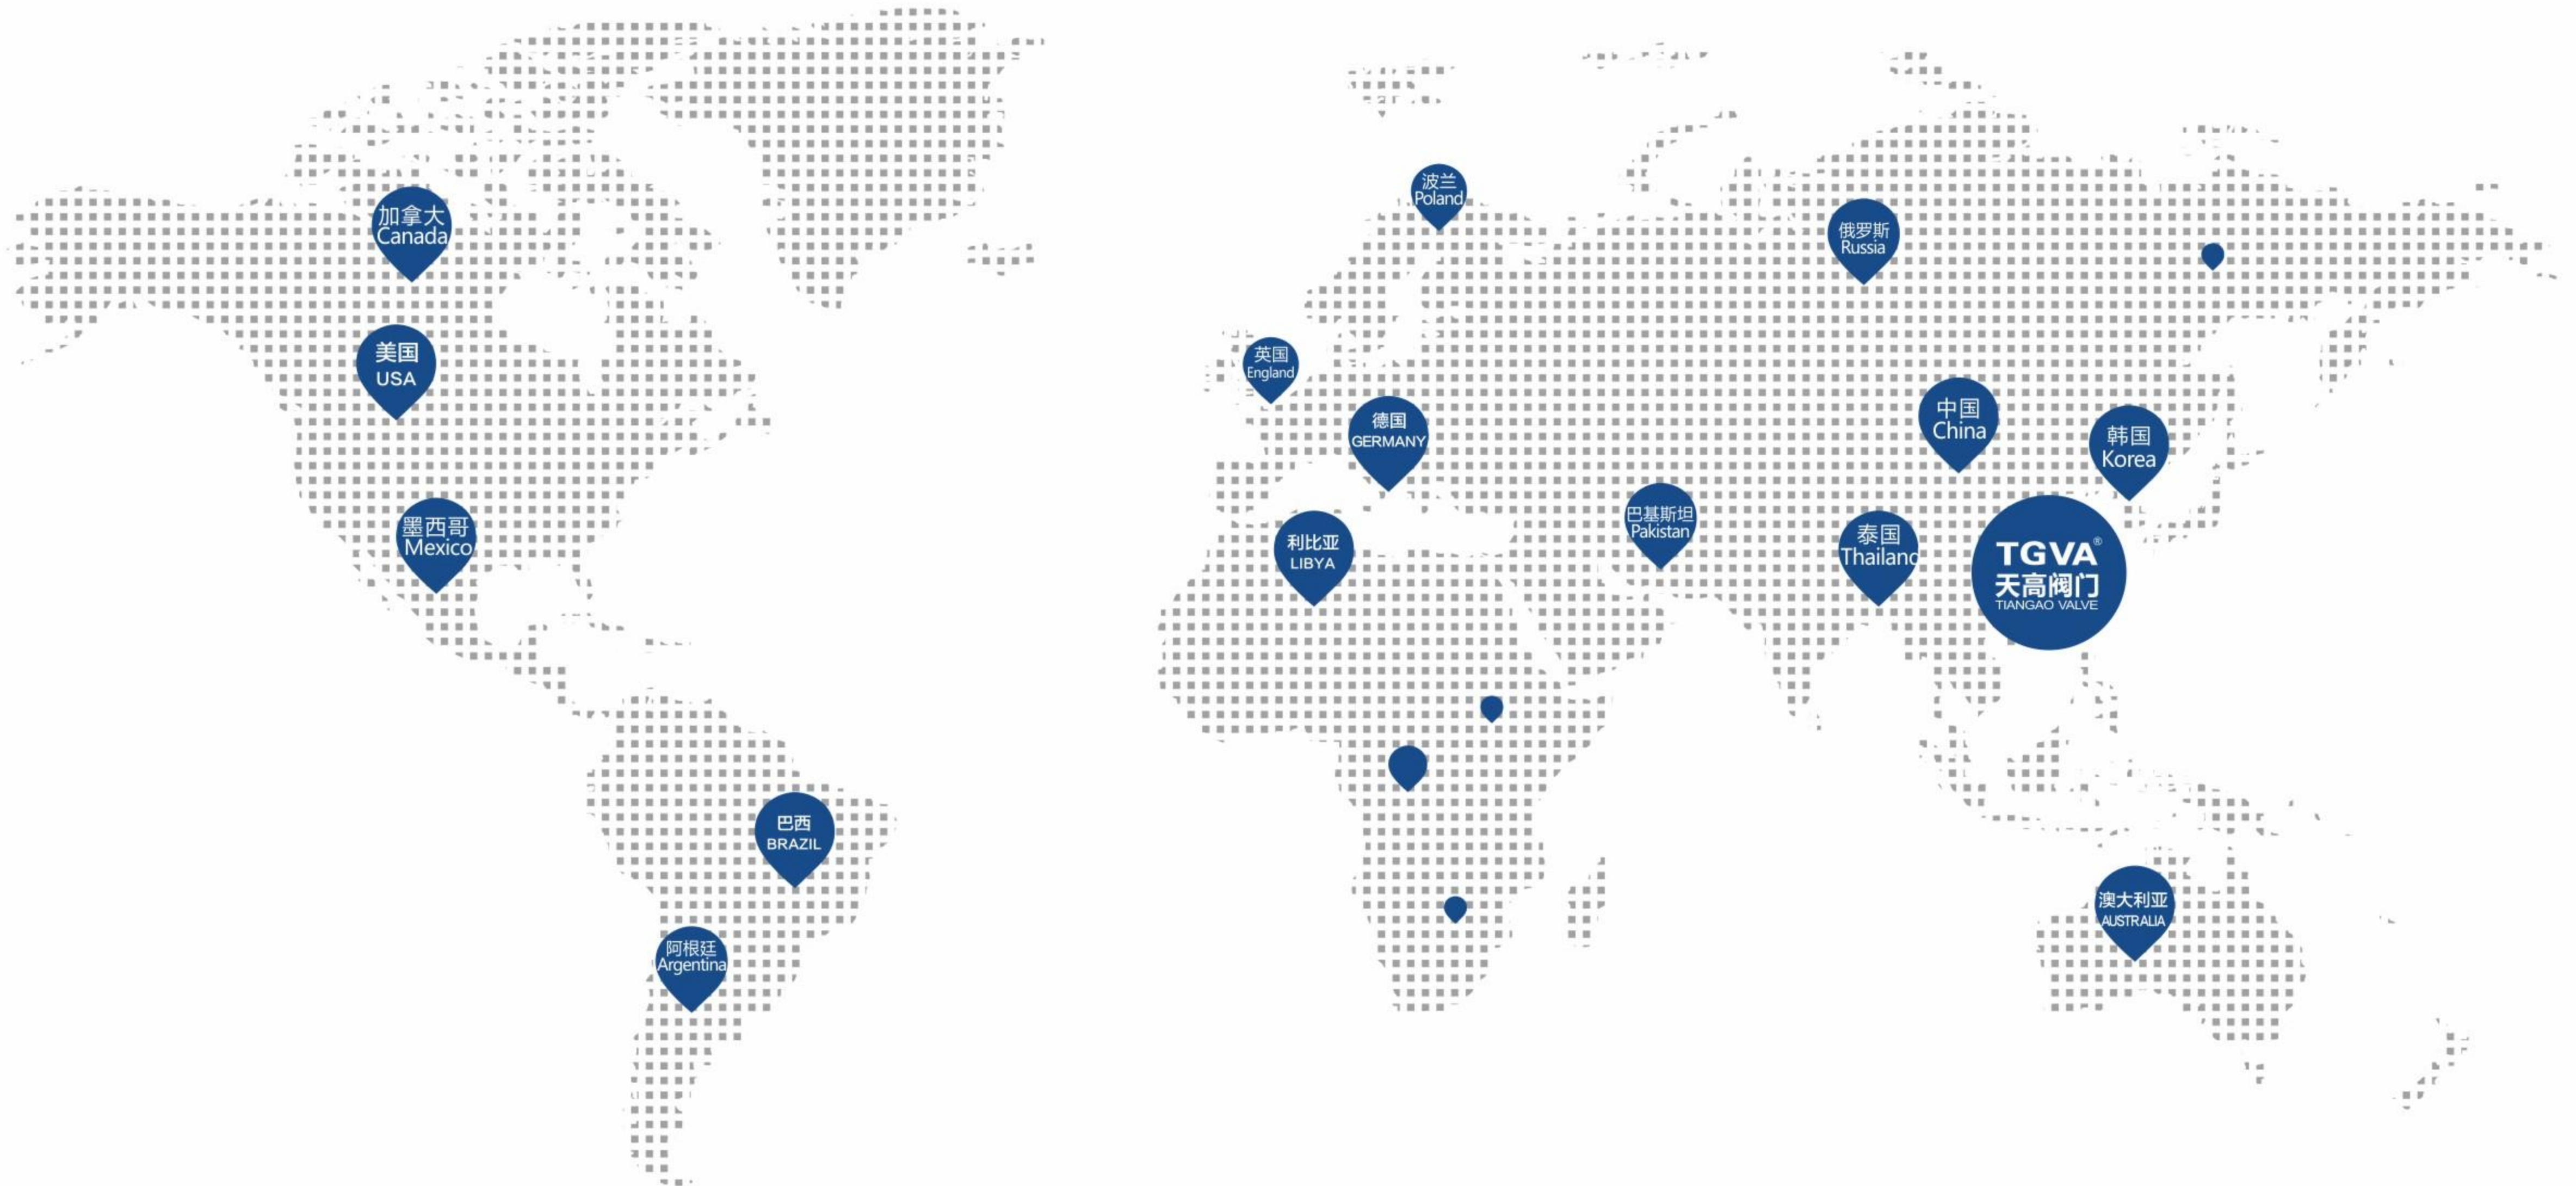 波兰
Poland
加拿大
Canada
俄罗斯
Russia
美国
USA
英国
England
德国
GERMANY
中国
China
韩国
Korea
墨西哥
Mexico
利比亚
LIBYA
巴基斯坦
Pakistan
泰国
Thailand
TGVA®
天高阀门
TIANGAO VALVE
巴西
BRAZIL
澳大利亚
AUSTRALIA
阿根廷
Argentina